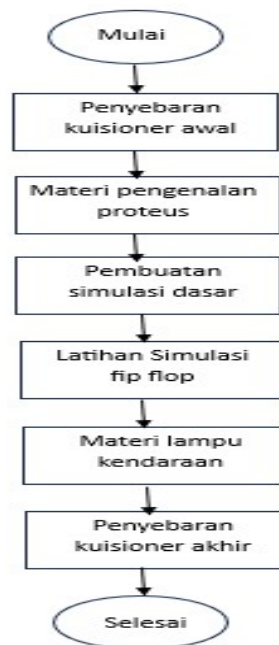 Mulai
Penyebaran
kuisioner awal
Materi pengenalan
proteus
Pembuatan
simulasi dasar
Latihan Simulasi
fip flop
Materi lampu
kendaraan
Penyebaran
kuisioner akhir
Selesai